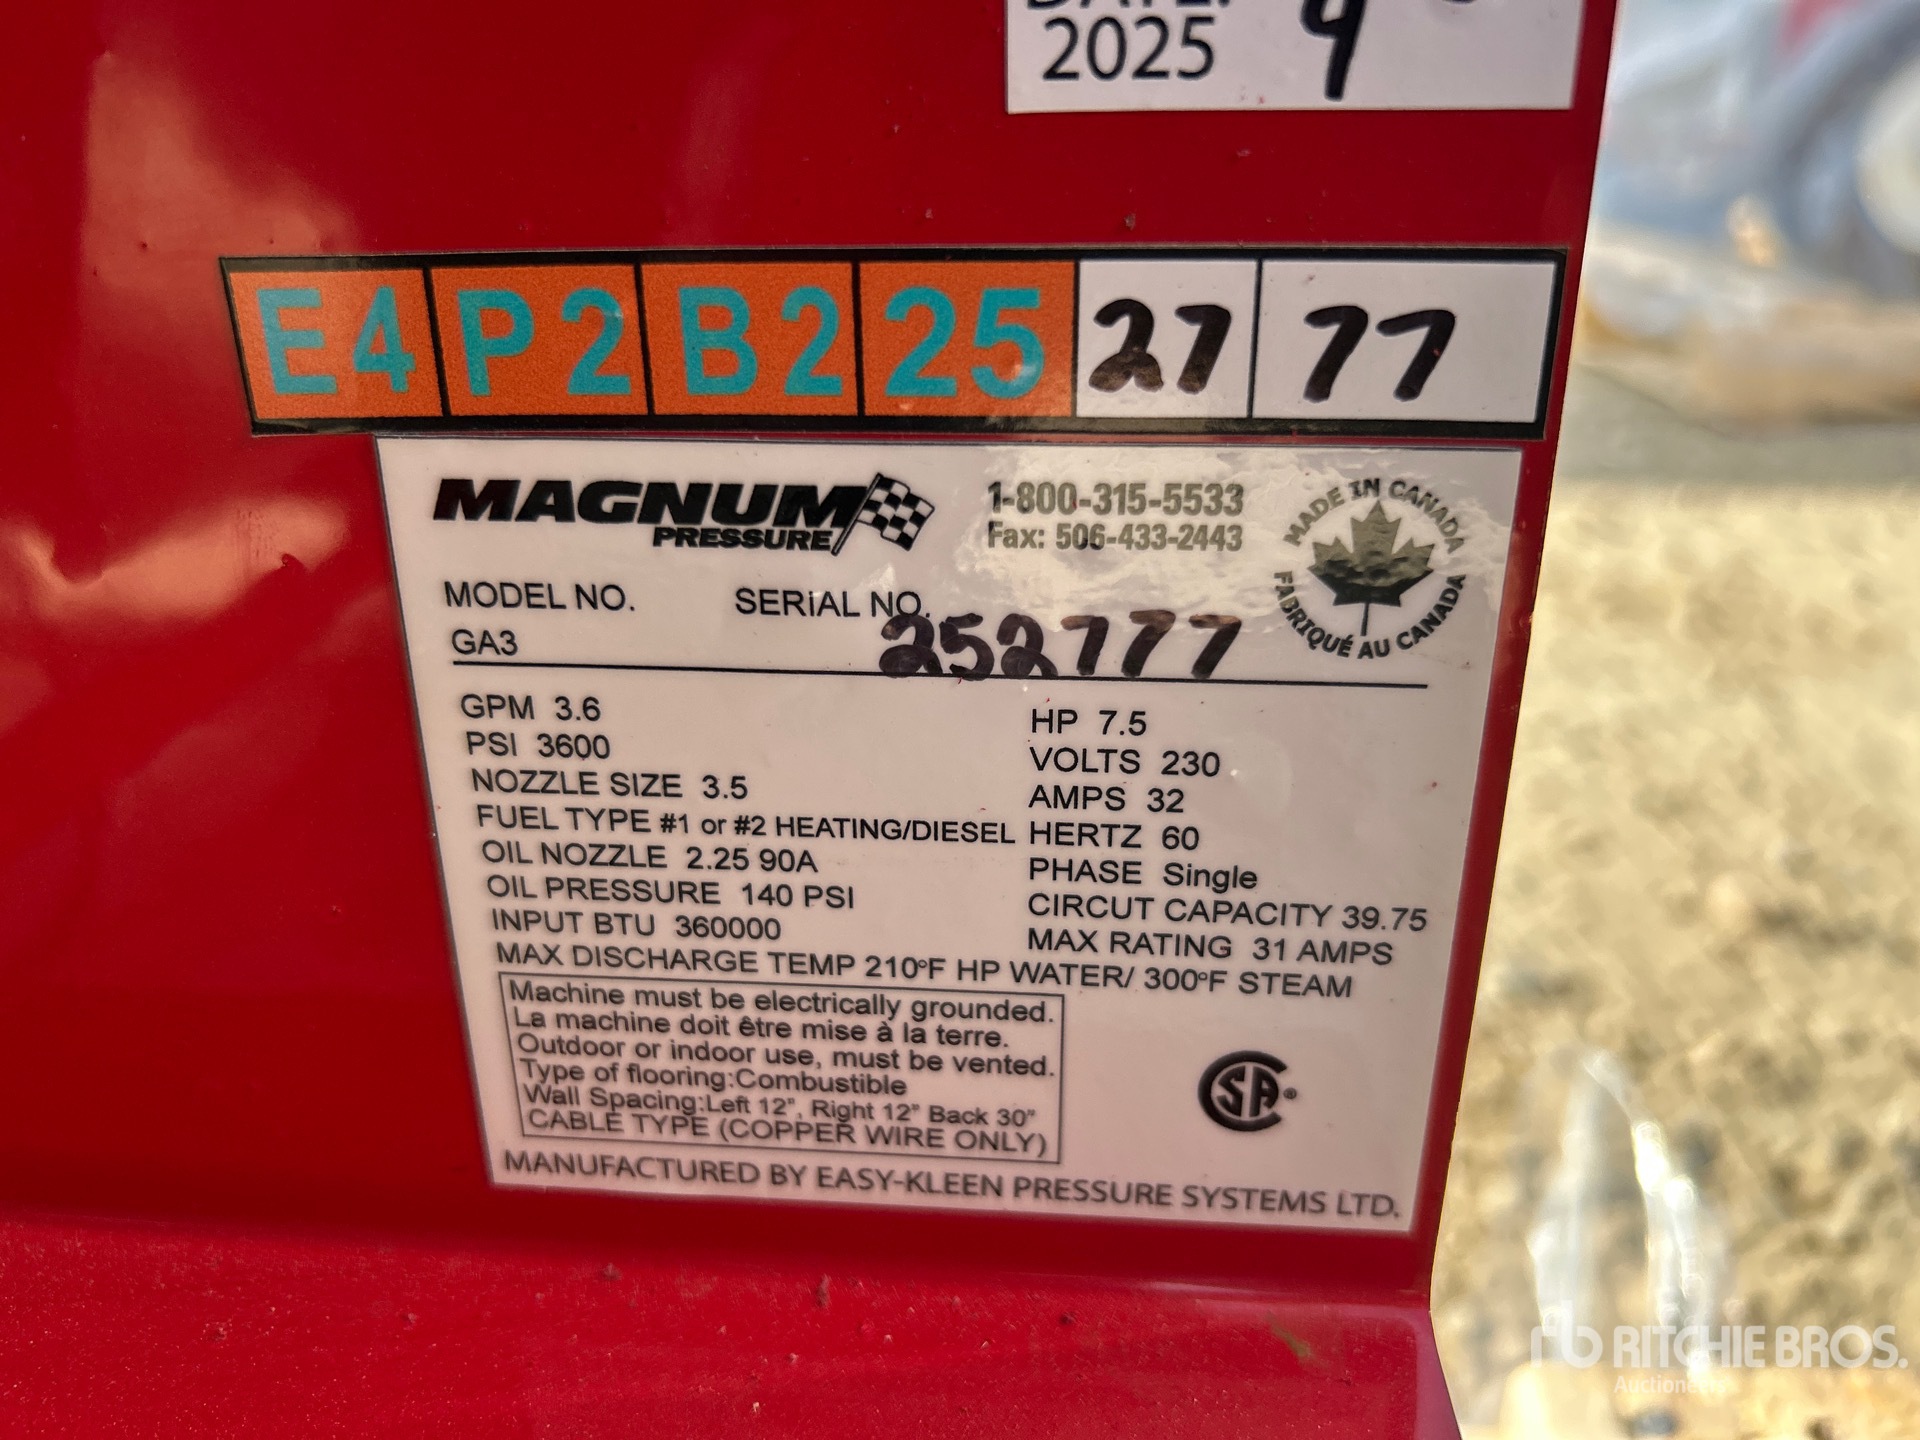 2025 9
E4 P2 B2 25 27 77
MAGNUM
PRESSURE
1-800-315-5533
Fax: 506-433-2443
MADE IN CANADA
FABRIQUÉ AU CANADA
MODEL NO. SERIAL NO.
GA3 252777
GPM 3.6
PSI 3600
NOZZLE SIZE 3.5
FUEL TYPE #1 or #2 HEATING/DIESEL
OIL NOZZLE 2.25 90A
OIL PRESSURE 140 PSI
INPUT BTU 360000
HP 7.5
VOLTS 230
AMPS 32
HERTZ 60
PHASE Single
CIRCUT CAPACITY 39.75
MAX RATING 31 AMPS
MAX DISCHARGE TEMP 210°F HP WATER/ 300°F STEAM
Machine must be electrically grounded.
La machine doit être mise à la terre.
Outdoor or indoor use, must be vented.
Type of flooring:Combustible
Wall Spacing:Left 12", Right 12" Back 30"
CABLE TYPE (COPPER WIRE ONLY)
CSA®
MANUFACTURED BY EASY-KLEEN PRESSURE SYSTEMS LTD.
rb RITCHIE BROS.
Auctioneers